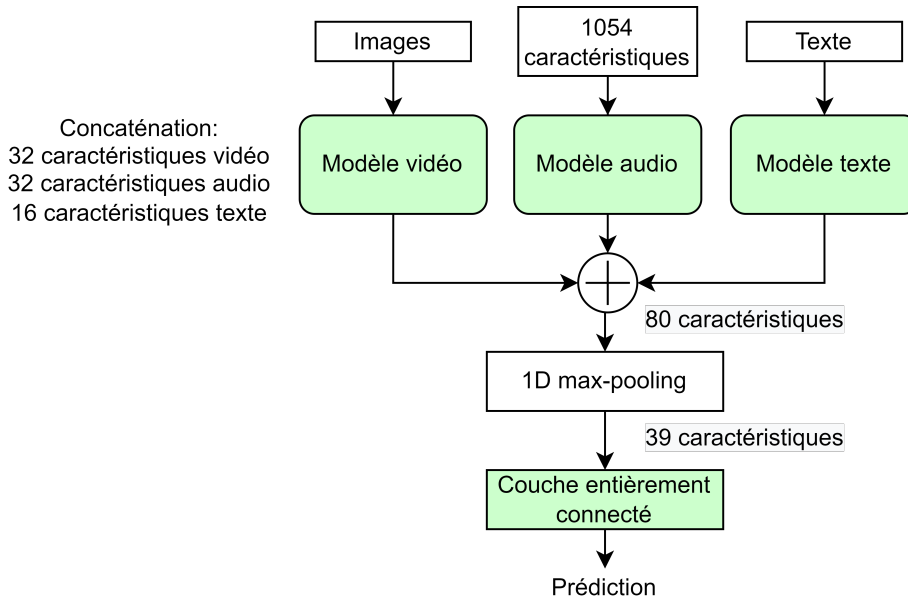 Images
1054
caractéristiques
Texte
Concaténation:
32 caractéristiques vidéo
32 caractéristiques audio
16 caractéristiques texte
Modèle vidéo
Modèle audio
Modèle texte
80 caractéristiques
1D max-pooling
39 caractéristiques
Couche entièrement
connecté
Prédiction